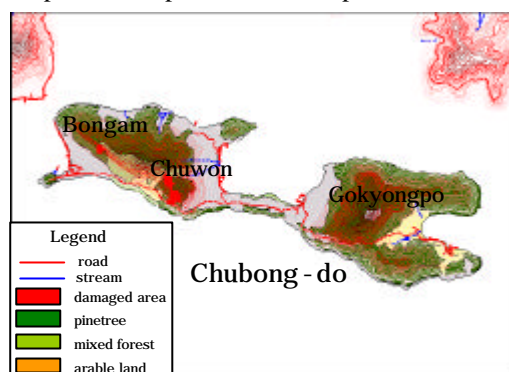 Bongam
Chuwon
Gokyongpo
Chubong - do
Legend
road
stream
damaged area
pinetree
mixed forest
arable land